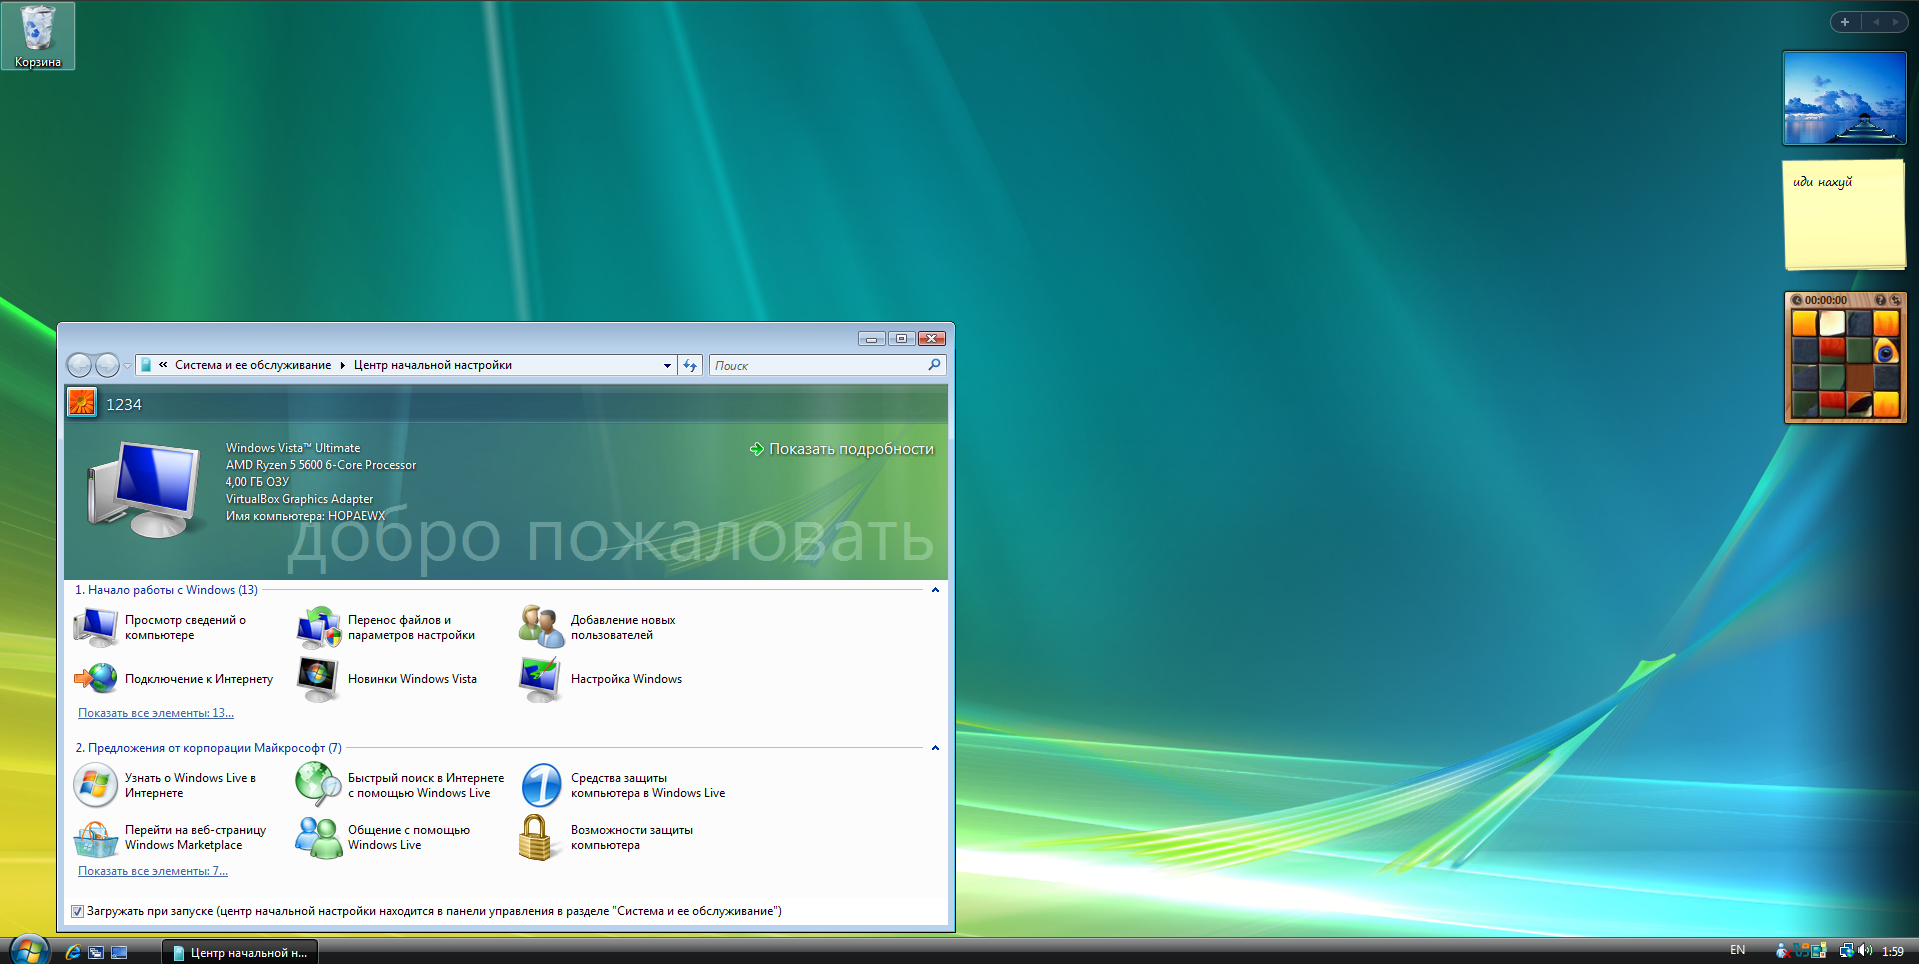 Корзина
иди нахуй
00:00:00
« Система и ее обслуживание Центр начальной настройки
Поиск
1234
Windows Vista™ Ultimate
AMD Ryzen 5 5600 6-Core Processor
4,00 ГБ ОЗУ
VirtualBox Graphics Adapter
Имя компьютера: HOPAEWX
Показать подробности
добро пожаловать
1. Начало работы с Windows (13)
Просмотр сведений о
компьютере
Перенос файлов и
параметров настройки
Добавление новых
пользователей
Подключение к Интернету
Новинки Windows Vista
Настройка Windows
Показать все элементы: 13...
2. Предложения от корпорации Майкрософт (7)
Узнать о Windows Live в
Интернете
Быстрый поиск в Интернете
с помощью Windows Live
Средства защиты
компьютера в Windows Live
Перейти на веб-страницу
Windows Marketplace
Общение с помощью
Windows Live
Возможности защиты
компьютера
Показать все элементы: 7...
Загружать при запуске (центр начальной настройки находится в панели управления в разделе "Система и ее обслуживание")
Центр начальной н...
EN
1:59